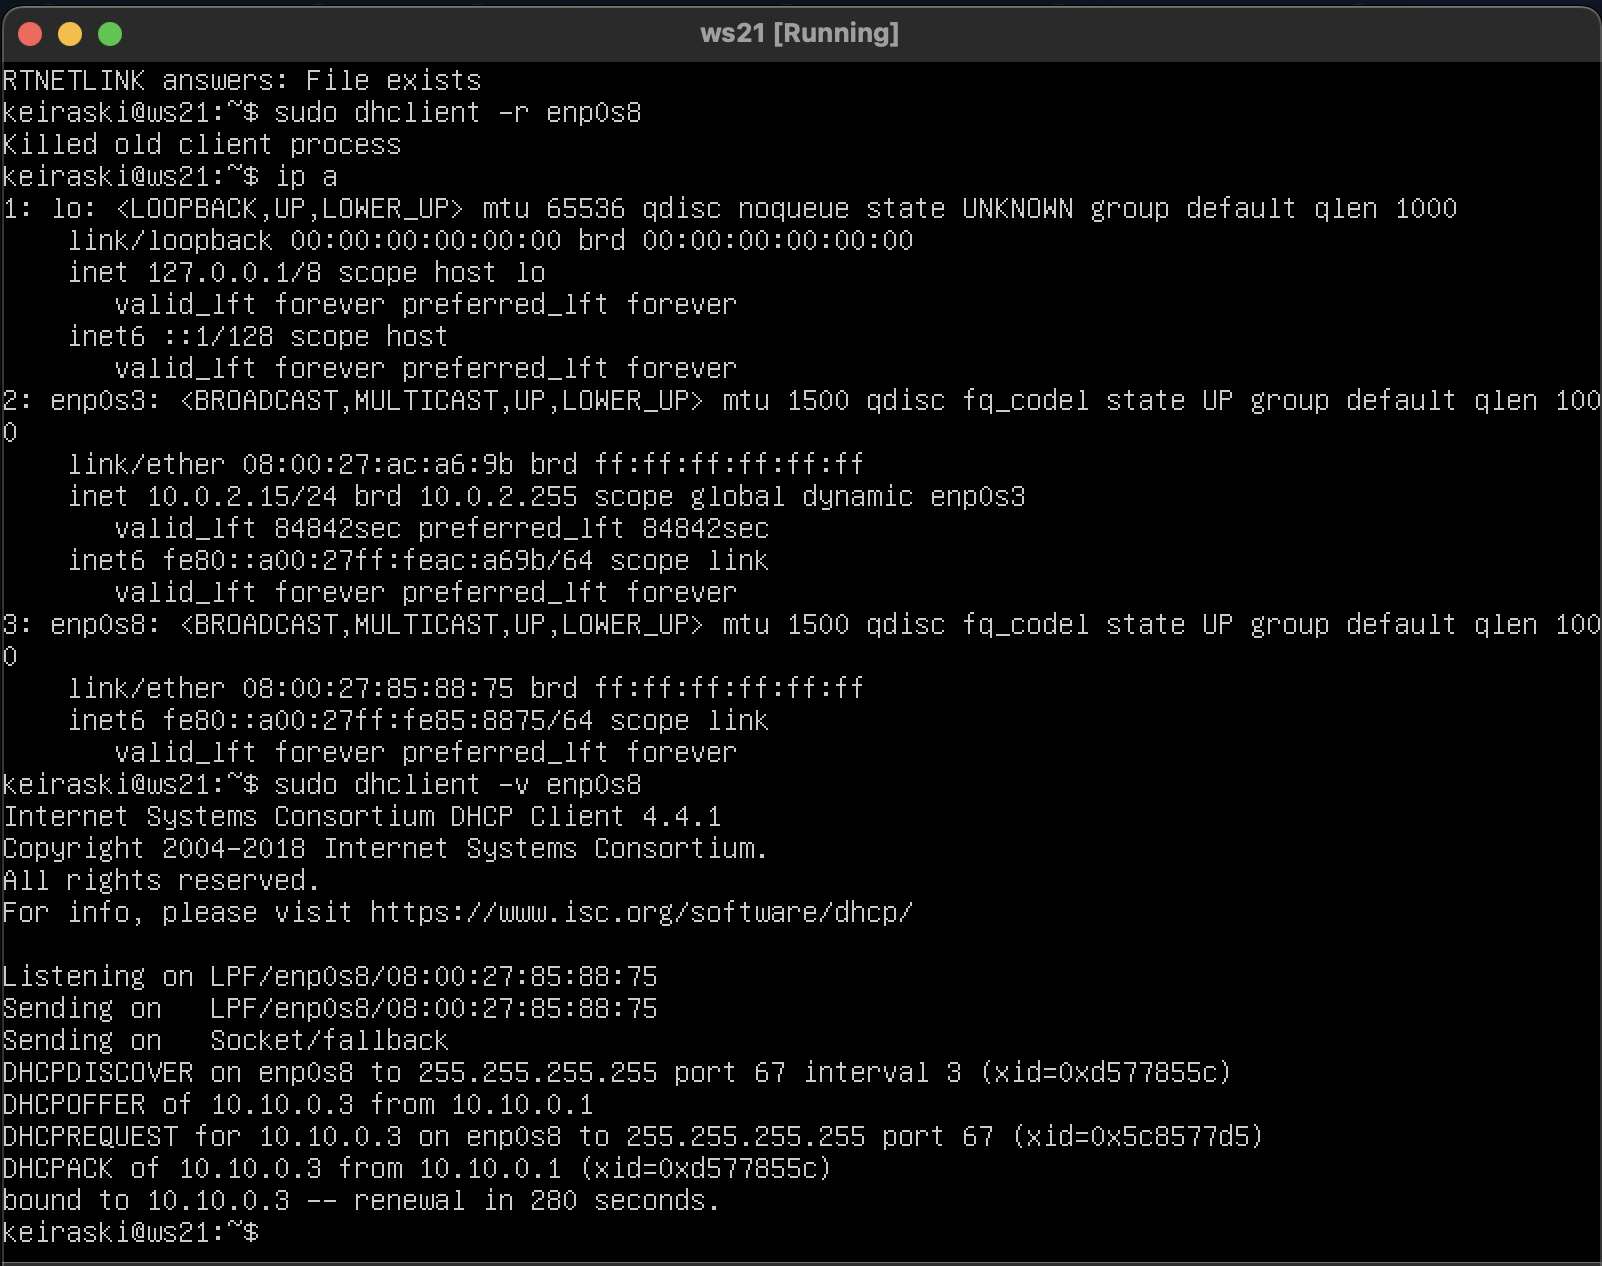 ws21 [Running]
RTNETLINK answers: File exists
keiraski@ws21:~$ sudo dhclient -r enp0s8
Killed old client process
keiraski@ws21:~$ ip a
1: lo: <LOOPBACK,UP,LOWER_UP> mtu 65536 qdisc noqueue state UNKNOWN group default qlen 1000
    link/loopback 00:00:00:00:00:00 brd 00:00:00:00:00:00
    inet 127.0.0.1/8 scope host lo
       valid_lft forever preferred_lft forever
    inet6 ::1/128 scope host
       valid_lft forever preferred_lft forever
2: enp0s3: <BROADCAST,MULTICAST,UP,LOWER_UP> mtu 1500 qdisc fq_codel state UP group default qlen 100
0
    link/ether 08:00:27:ac:a6:9b brd ff:ff:ff:ff:ff:ff
    inet 10.0.2.15/24 brd 10.0.2.255 scope global dynamic enp0s3
       valid_lft 84842sec preferred_lft 84842sec
    inet6 fe80::a00:27ff:feac:a69b/64 scope link
       valid_lft forever preferred_lft forever
3: enp0s8: <BROADCAST,MULTICAST,UP,LOWER_UP> mtu 1500 qdisc fq_codel state UP group default qlen 100
0
    link/ether 08:00:27:85:88:75 brd ff:ff:ff:ff:ff:ff
    inet6 fe80::a00:27ff:fe85:8875/64 scope link
       valid_lft forever preferred_lft forever
keiraski@ws21:~$ sudo dhclient -v enp0s8
Internet Systems Consortium DHCP Client 4.4.1
Copyright 2004-2018 Internet Systems Consortium.
All rights reserved.
For info, please visit https://www.isc.org/software/dhcp/

Listening on LPF/enp0s8/08:00:27:85:88:75
Sending on   LPF/enp0s8/08:00:27:85:88:75
Sending on   Socket/fallback
DHCPDISCOVER on enp0s8 to 255.255.255.255 port 67 interval 3 (xid=0xd577855c)
DHCPOFFER of 10.10.0.3 from 10.10.0.1
DHCPREQUEST for 10.10.0.3 on enp0s8 to 255.255.255.255 port 67 (xid=0x5c8577d5)
DHCPACK of 10.10.0.3 from 10.10.0.1 (xid=0xd577855c)
bound to 10.10.0.3 -- renewal in 280 seconds.
keiraski@ws21:~$